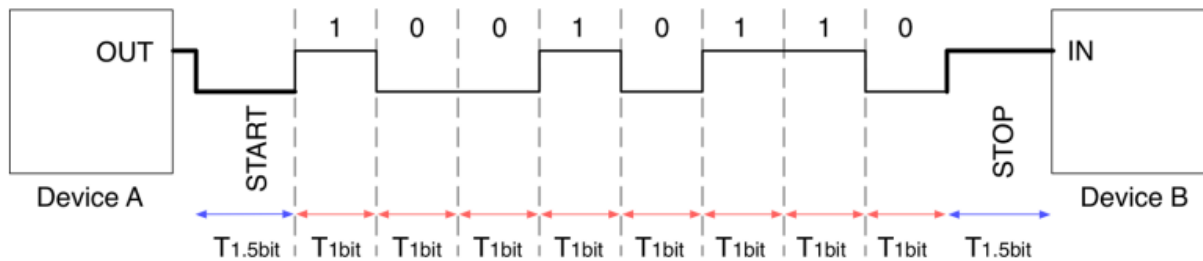 1 0 0 1 0 1 1 0
OUT IN
START STOP
Device A Device B
T1.5bit T1bit T1bit T1bit T1bit T1bit T1bit T1bit T1bit T1.5bit